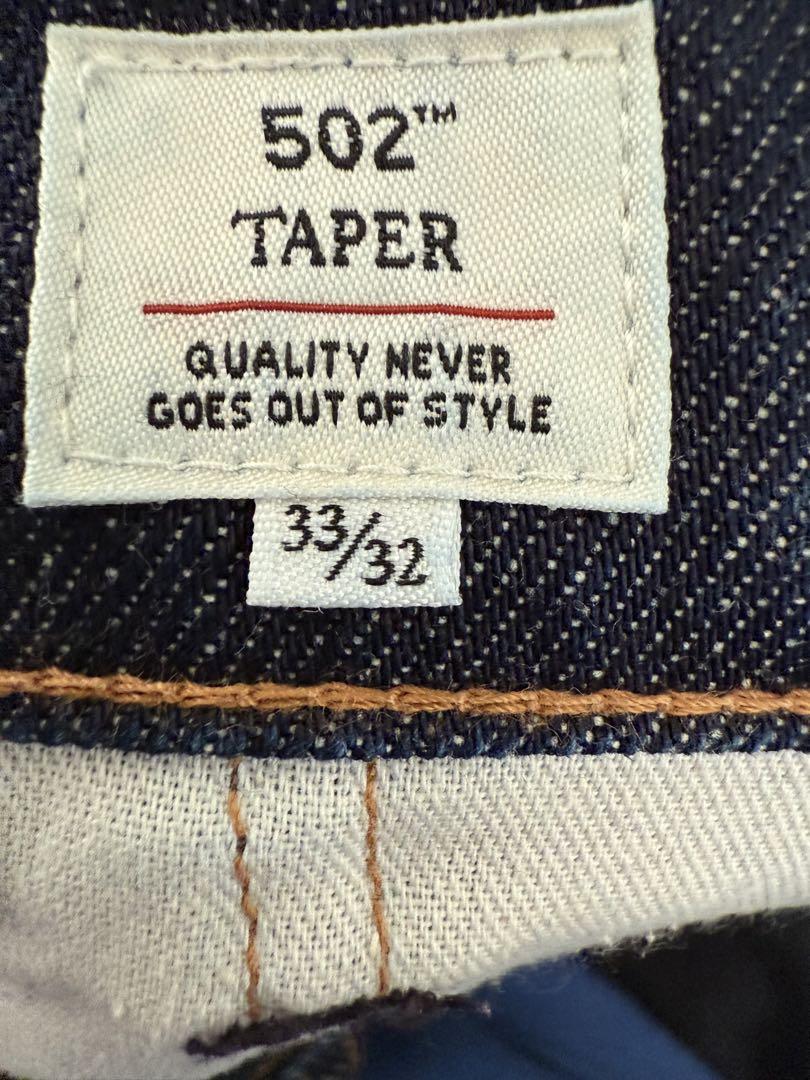 502™
TAPER
QUALITY NEVER
GOES OUT OF STYLE
33/32